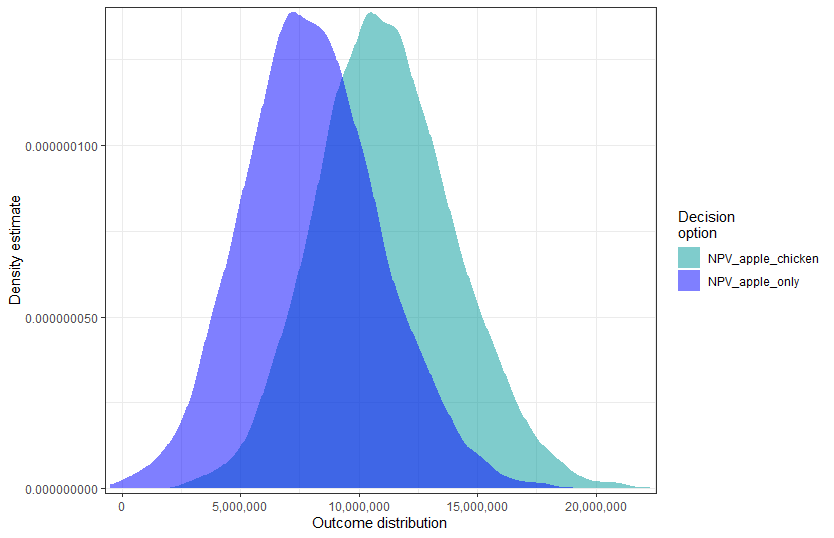 Density estimate
0.000000100
0.000000050
0.000000000
0
5,000,000
10,000,000
15,000,000
20,000,000
Outcome distribution
Decision
option
NPV_apple_chicken
NPV_apple_only